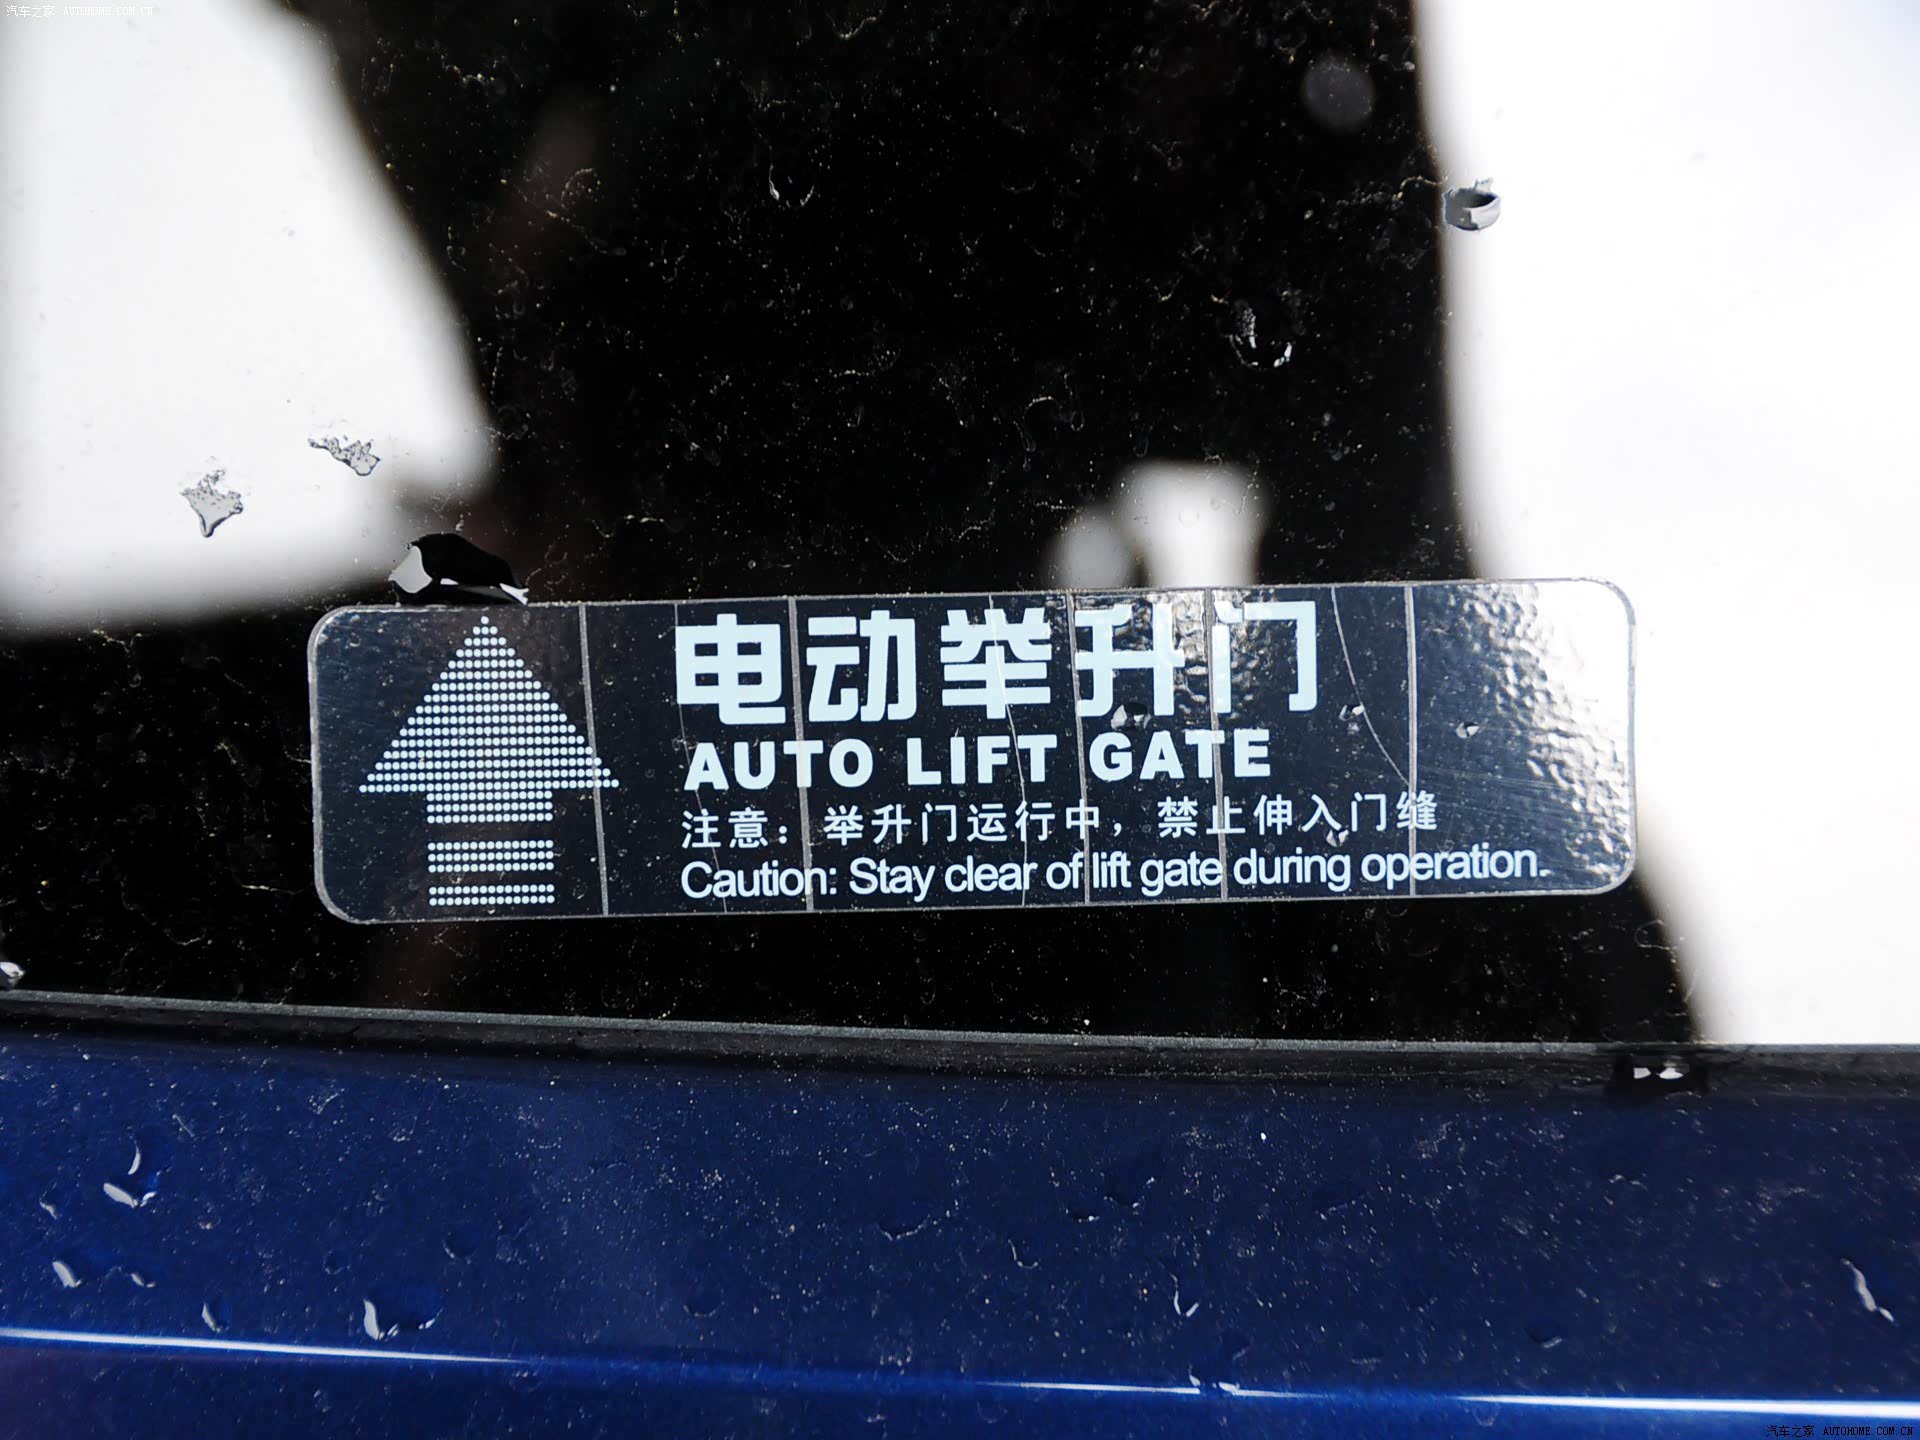 汽车之家 AUTOHOME.COM.CN
电动举升门
AUTO LIFT GATE
注意：举升门运行中，禁止伸入门缝
Caution: Stay clear of lift gate during operation.
汽车之家 AUTOHOME.COM.CN